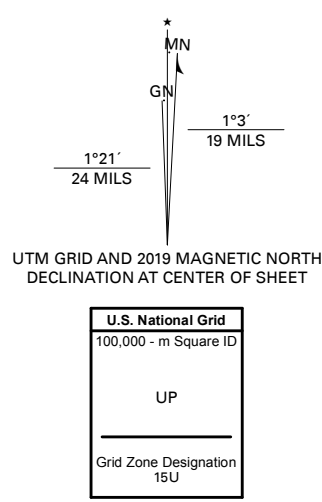 ★
MN
GN
1°3´
19 MILS
1°21´
24 MILS
UTM GRID AND 2019 MAGNETIC NORTH
DECLINATION AT CENTER OF SHEET
U.S. National Grid
100,000 - m Square ID
UP
Grid Zone Designation
15U